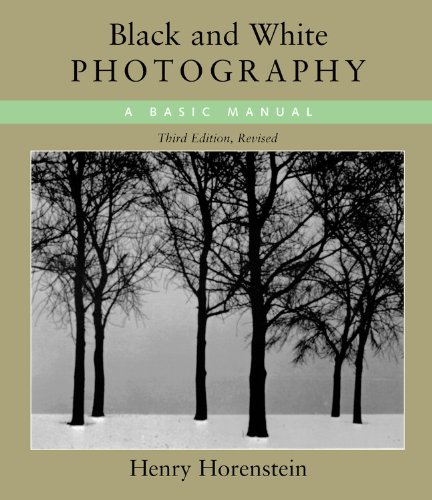 Black and White
PHOTOGRAPHY
A BASIC MANUAL
Third Edition, Revised
Henry Horenstein